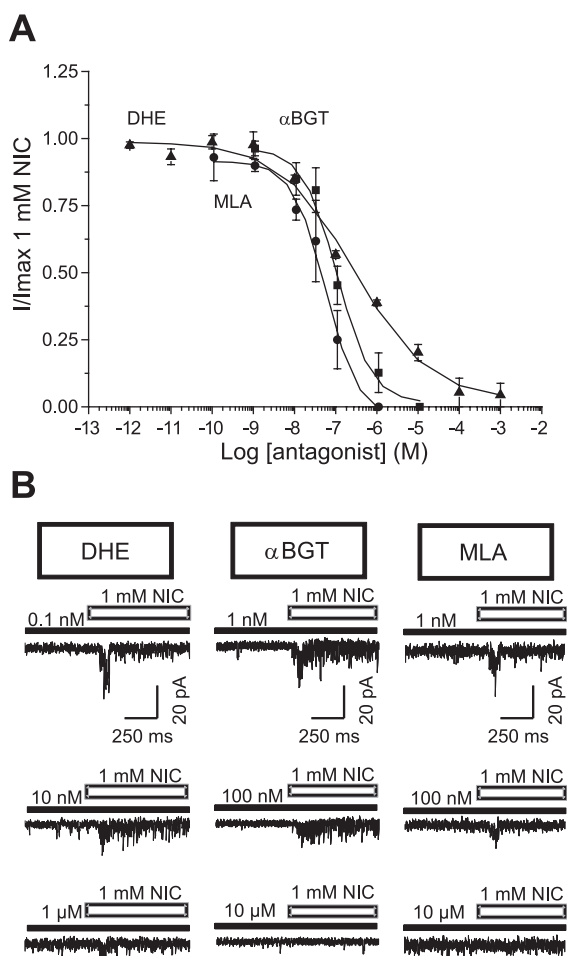 A
1.25
1.00
0.75
0.50
0.25
0.00
I/Imax 1 mM NIC
DHE
αBGT
MLA
-13 -12 -11 -10 -9 -8 -7 -6 -5 -4 -3 -2
Log [antagonist] (M)
B
DHE αBGT MLA
1 mM NIC 1 mM NIC 1 mM NIC
0.1 nM 1 nM 1 nM
20 pA 20 pA 20 pA
250 ms 250 ms 250 ms
1 mM NIC 1 mM NIC 1 mM NIC
10 nM 100 nM 100 nM
1 mM NIC 1 mM NIC 1 mM NIC
1 µM 10 µM 10 µM